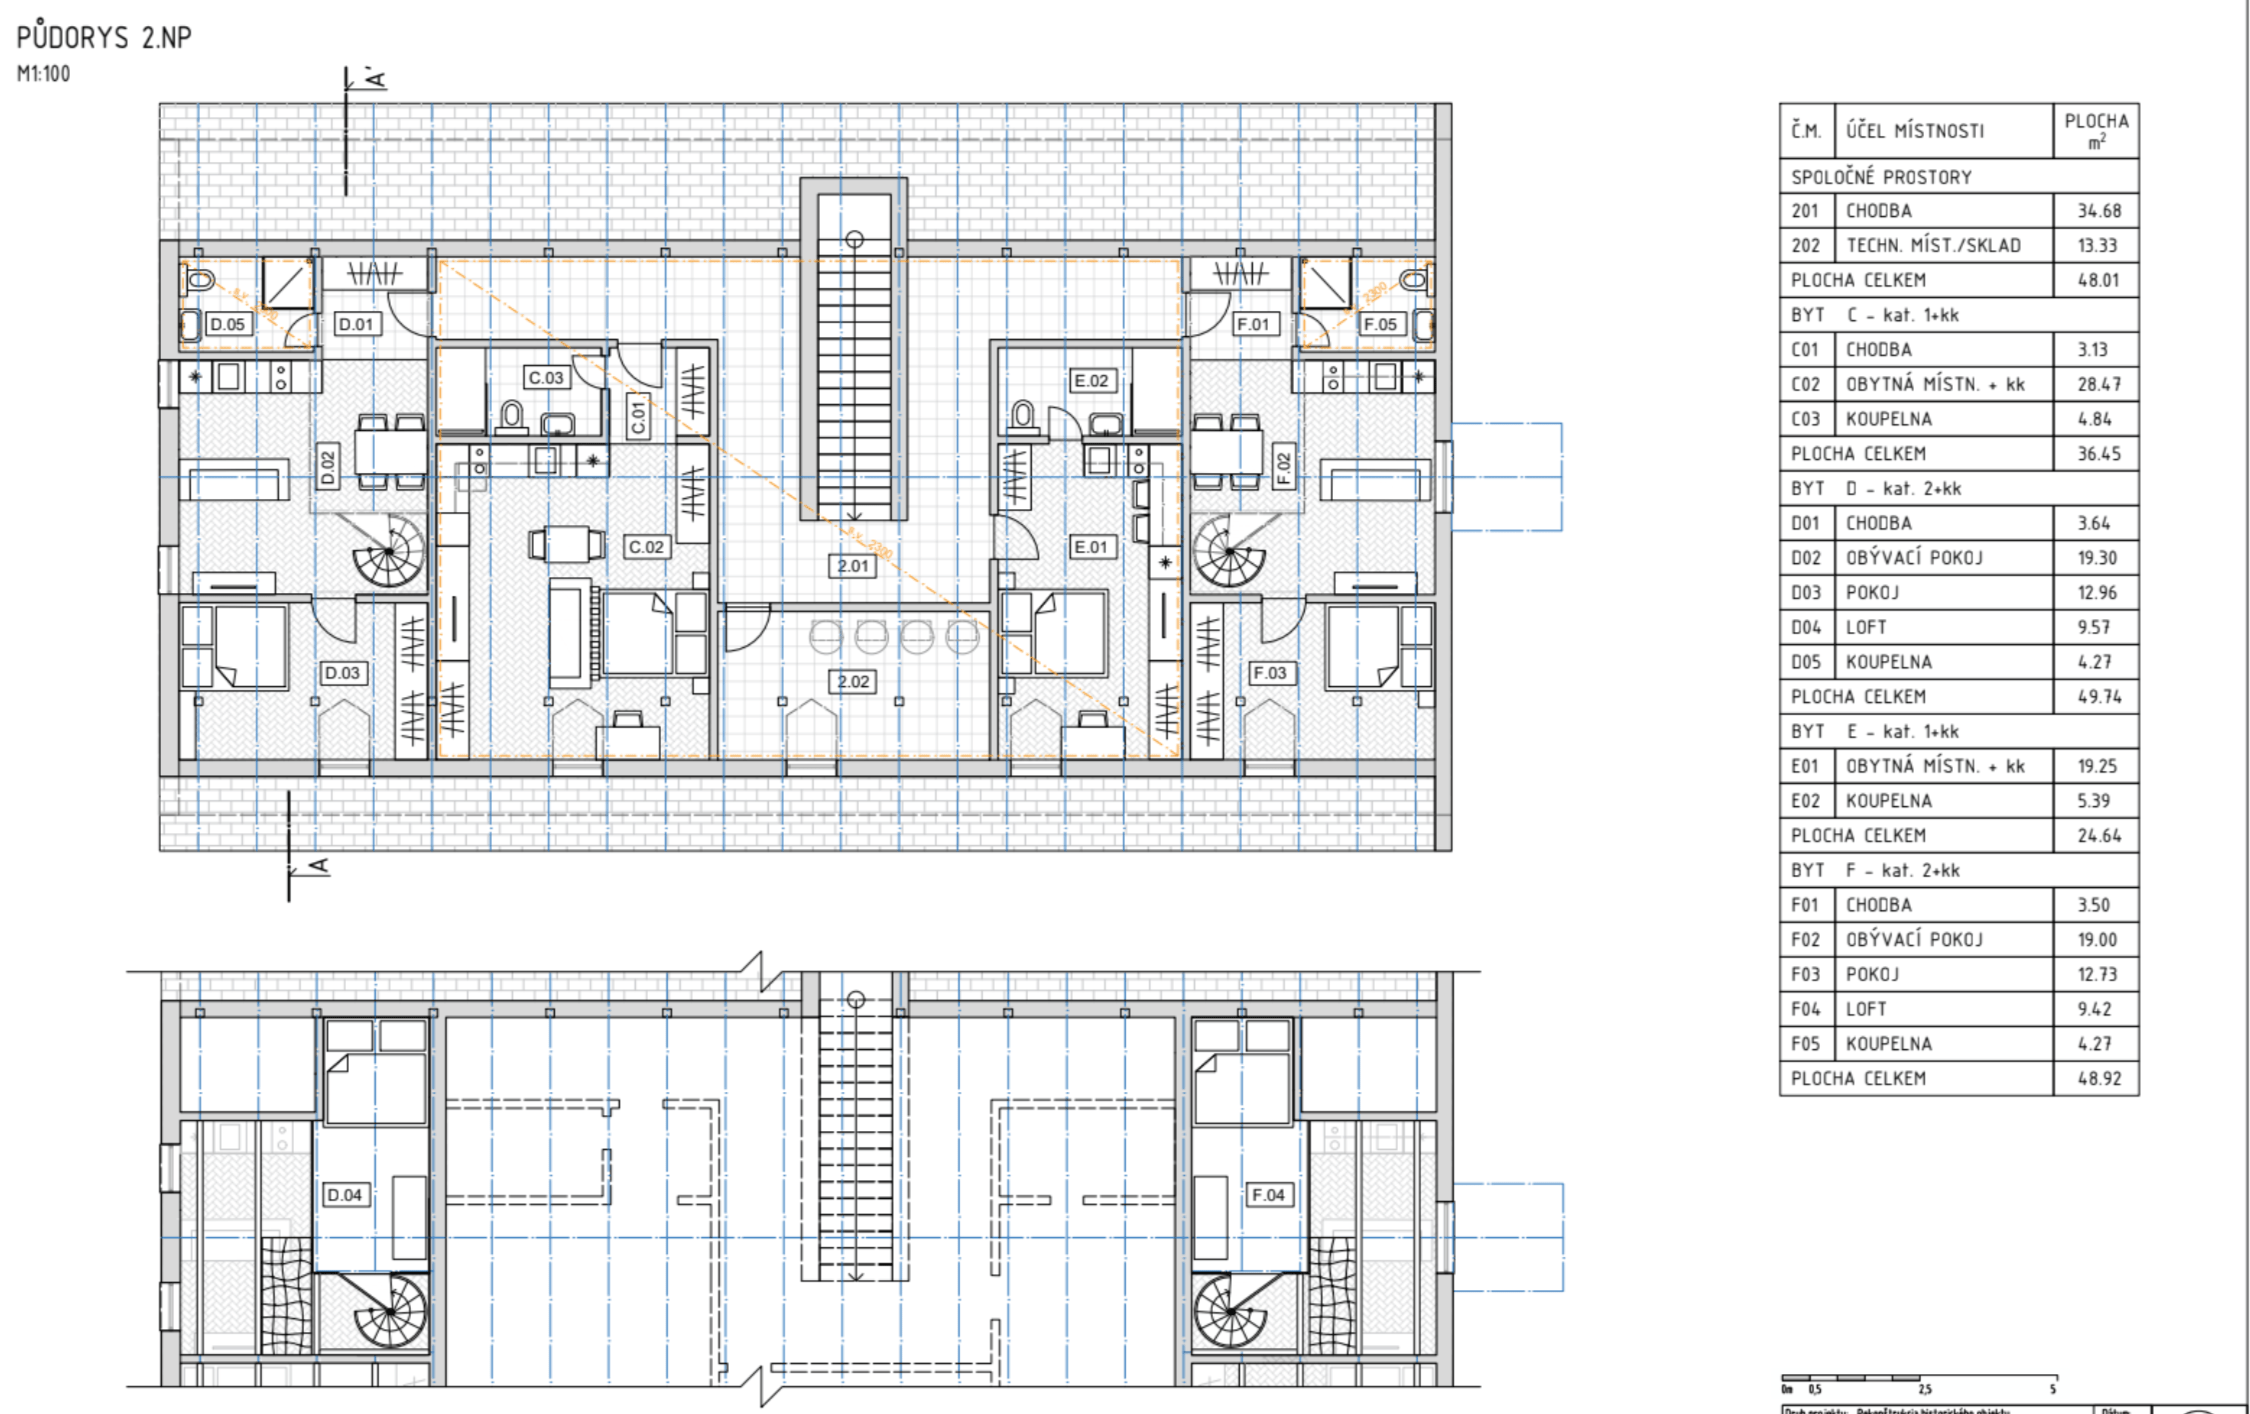 PŮDORYS 2.NP
M1:100
A'
D.05
D.01
F.01
F.05
s.v. 2300
C.03
C.01
E.02
D.02
F.02
C.02
E.01
s.v. 2300
2.01
D.03
2.02
F.03
A
D.04
F.04
Č.M. ÚČEL MÍSTNOSTI PLOCHA m²
SPOLOČNÉ PROSTORY
201 CHODBA 34.68
202 TECHN. MÍST./SKLAD 13.33
PLOCHA CELKEM 48.01
BYT C - kat. 1+kk
C01 CHODBA 3.13
C02 OBYTNÁ MÍSTN. + kk 28.47
C03 KOUPELNA 4.84
PLOCHA CELKEM 36.45
BYT D - kat. 2+kk
D01 CHODBA 3.64
D02 OBÝVACÍ POKOJ 19.30
D03 POKOJ 12.96
D04 LOFT 9.57
D05 KOUPELNA 4.27
PLOCHA CELKEM 49.74
BYT E - kat. 1+kk
E01 OBYTNÁ MÍSTN. + kk 19.25
E02 KOUPELNA 5.39
PLOCHA CELKEM 24.64
BYT F - kat. 2+kk
F01 CHODBA 3.50
F02 OBÝVACÍ POKOJ 19.00
F03 POKOJ 12.73
F04 LOFT 9.42
F05 KOUPELNA 4.27
PLOCHA CELKEM 48.92
0m 0,5 2,5 5